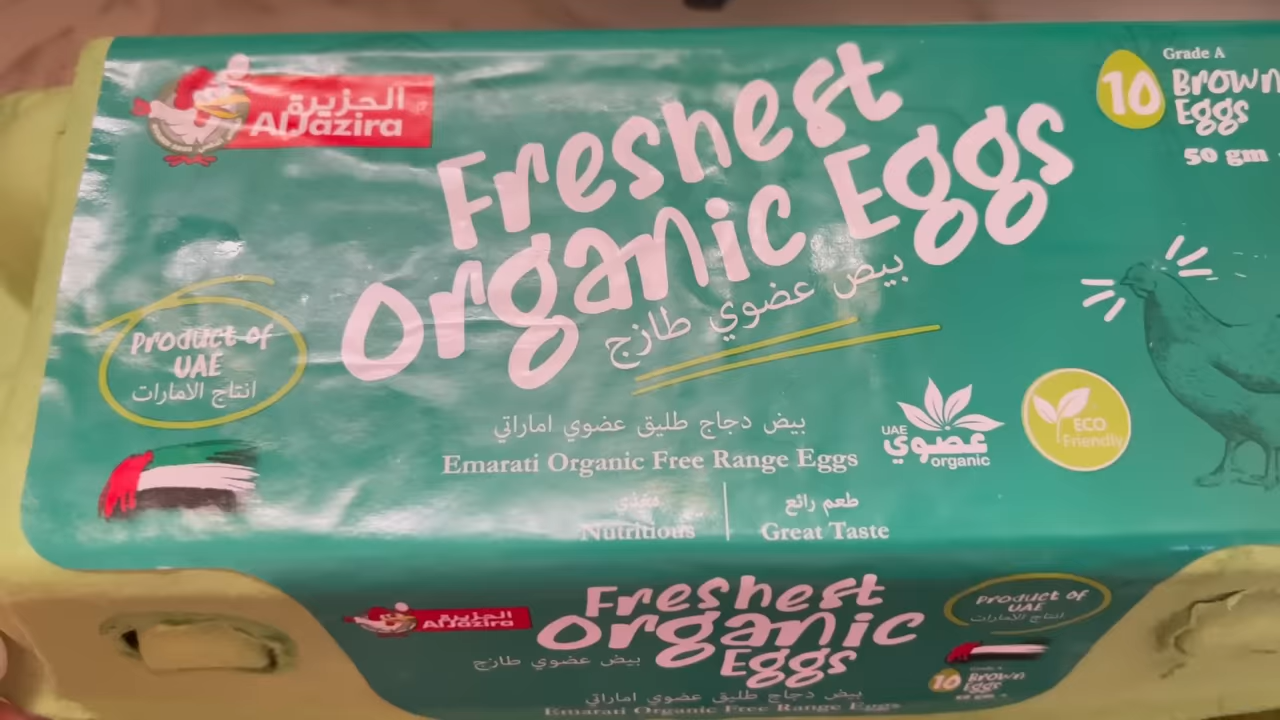 الجزيرة
AlJazira
Freshest
Organic Eggs
بيض عضوي طازج
10
Grade A
Brown
Eggs
50 gm
Product of
UAE
انتاج الامارات
بيض دجاج طليق عضوي اماراتي
Emarati Organic Free Range Eggs
مغذي
Nutritious
طعم رائع
Great Taste
UAE
عضوي
organic
ECO
Friendly
الجزيرة
AlJazira
Freshest
Organic
Eggs
بيض عضوي طازج
Product of
UAE
انتاج الامارات
10
Brown
Eggs
بيض دجاج طليق عضوي اماراتي
Emarati Organic Free Range Eggs